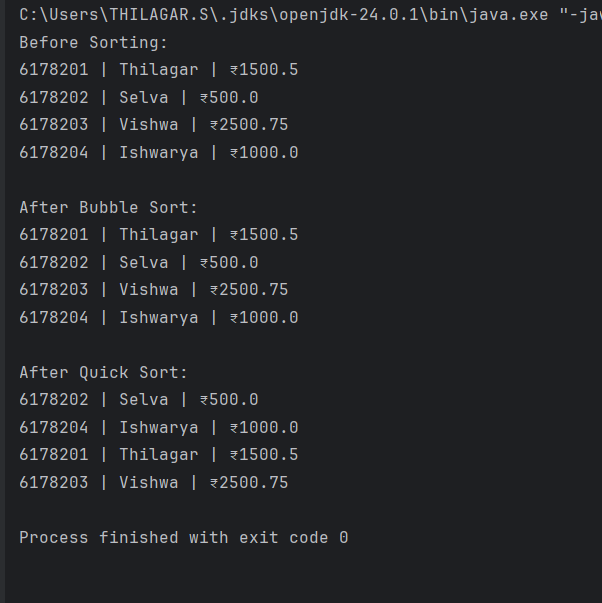 C:\Users\THILAGAR.S\.jdks\openjdk-24.0.1\bin\java.exe "-jav
Before Sorting:
6178201 | Thilagar | ₹1500.5
6178202 | Selva | ₹500.0
6178203 | Vishwa | ₹2500.75
6178204 | Ishwarya | ₹1000.0
After Bubble Sort:
6178201 | Thilagar | ₹1500.5
6178202 | Selva | ₹500.0
6178203 | Vishwa | ₹2500.75
6178204 | Ishwarya | ₹1000.0
After Quick Sort:
6178202 | Selva | ₹500.0
6178204 | Ishwarya | ₹1000.0
6178201 | Thilagar | ₹1500.5
6178203 | Vishwa | ₹2500.75
Process finished with exit code 0